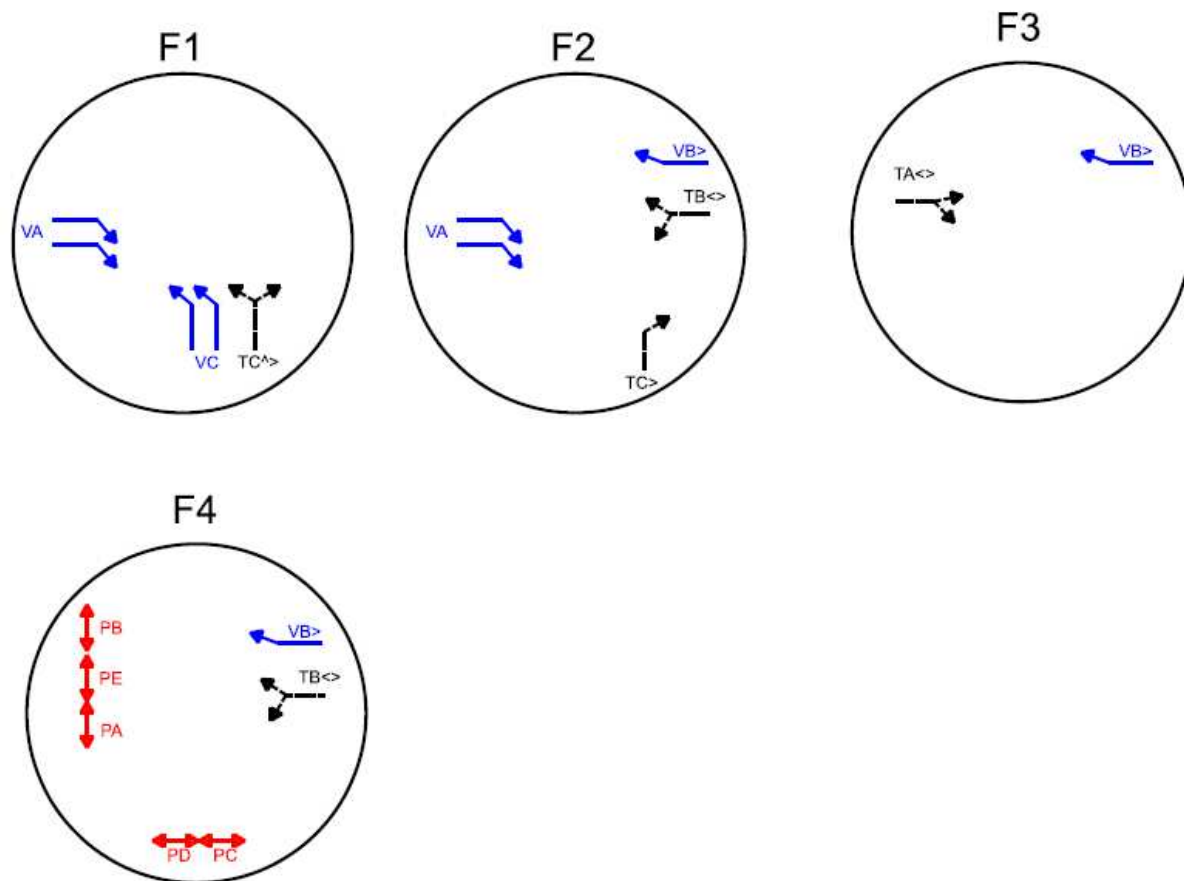 F1
F2
F3
VB>
VB>
TA<>
TB<>
VA
VA
VC
TC^>
TC>
F4
PB
VB>
PE
TB<>
PA
PD
PC